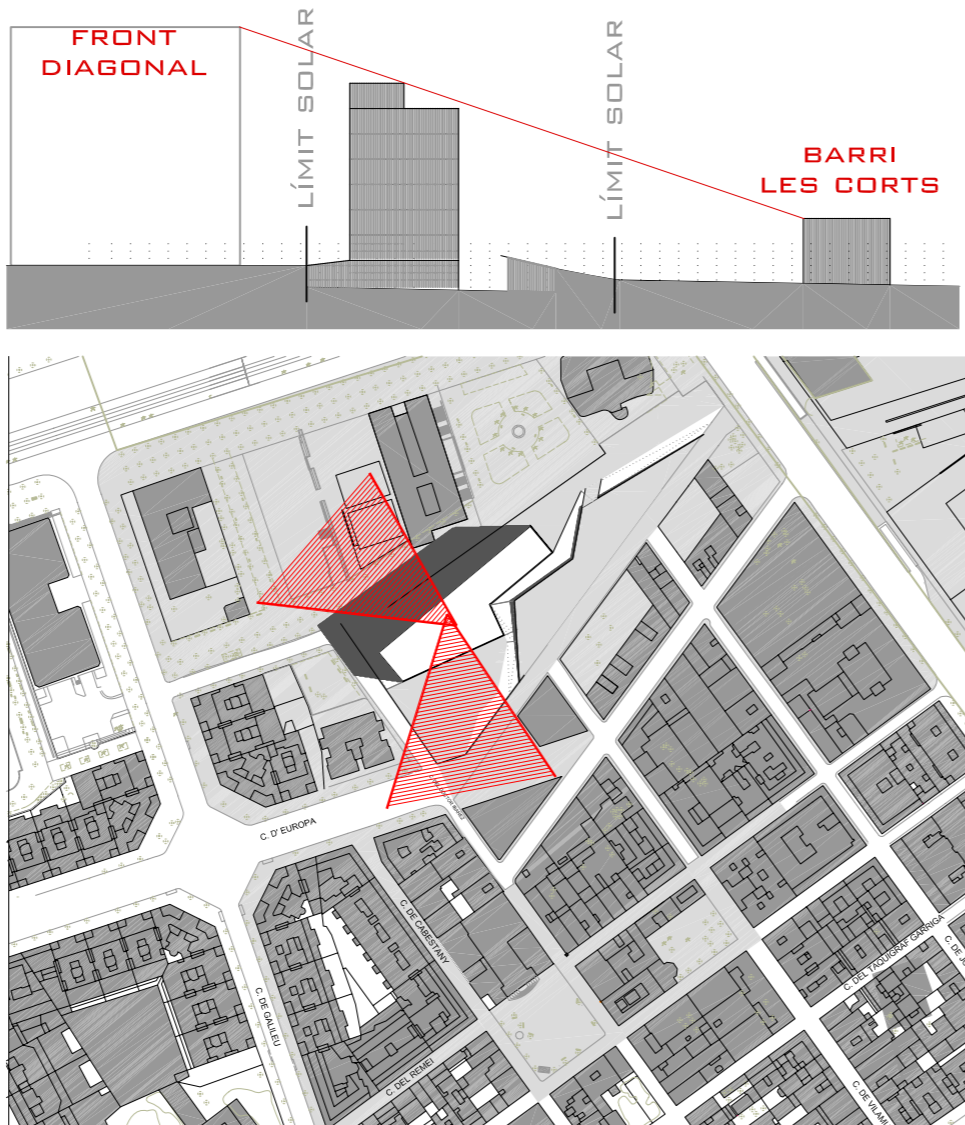 FRONT
DIAGONAL
LÍMIT SOLAR
LÍMIT SOLAR
BARRI
LES CORTS
C. D' EUROPA
C. DE CABESTANY
C. DE GALILEU
C. DEL REMEI
C. DEL TAQUIGRAF GARRIGA
C. DE VILAMI